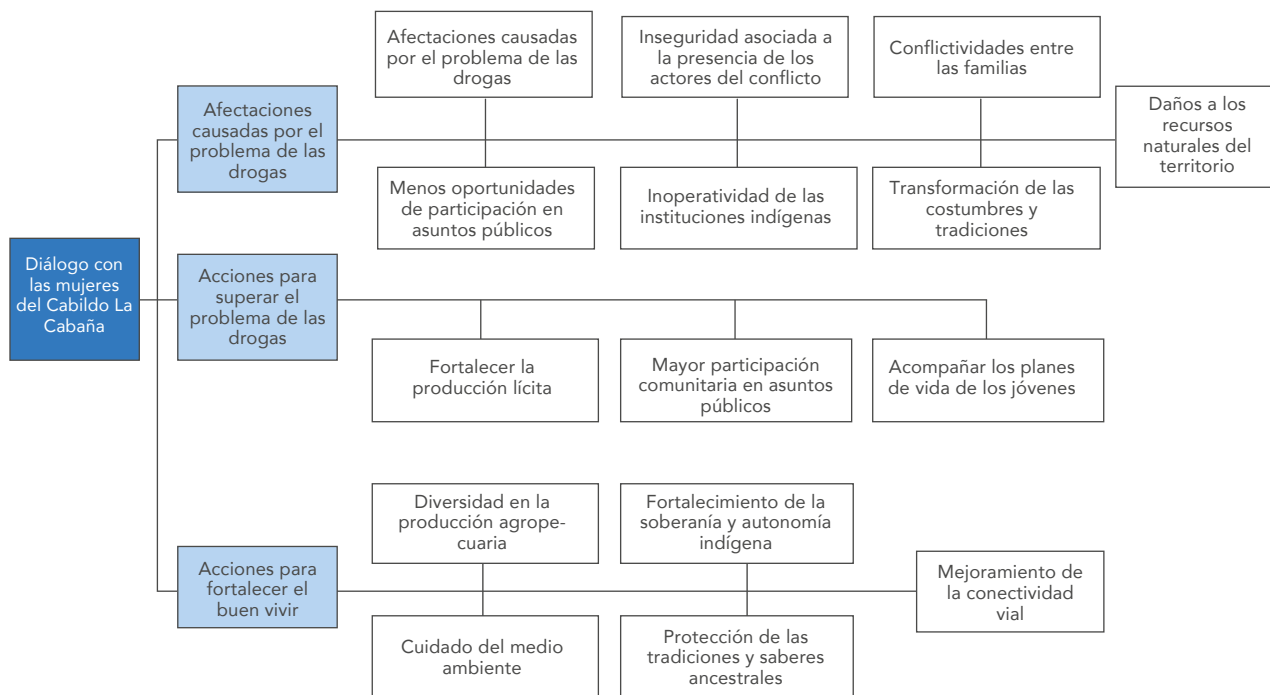 Diálogo con
las mujeres
del Cabildo La
Cabaña
Afectaciones
causadas por el
problema de las
drogas
Afectaciones causadas
por el problema de las
drogas
Inseguridad asociada a
la presencia de los
actores del conflicto
Conflictividades entre
las familias
Daños a los
recursos
naturales del
territorio
Menos oportunidades
de participación en
asuntos públicos
Inoperatividad de las
instituciones indígenas
Transformación de las
costumbres y
tradiciones
Acciones para
superar el
problema de las
drogas
Fortalecer la
producción lícita
Mayor participación
comunitaria en asuntos
públicos
Acompañar los planes
de vida de los jóvenes
Acciones para
fortalecer el
buen vivir
Diversidad en la
producción agrope-
cuaria
Fortalecimiento de la
soberanía y autonomía
indígena
Mejoramiento de
la conectividad
vial
Cuidado del medio
ambiente
Protección de las
tradiciones y saberes
ancestrales